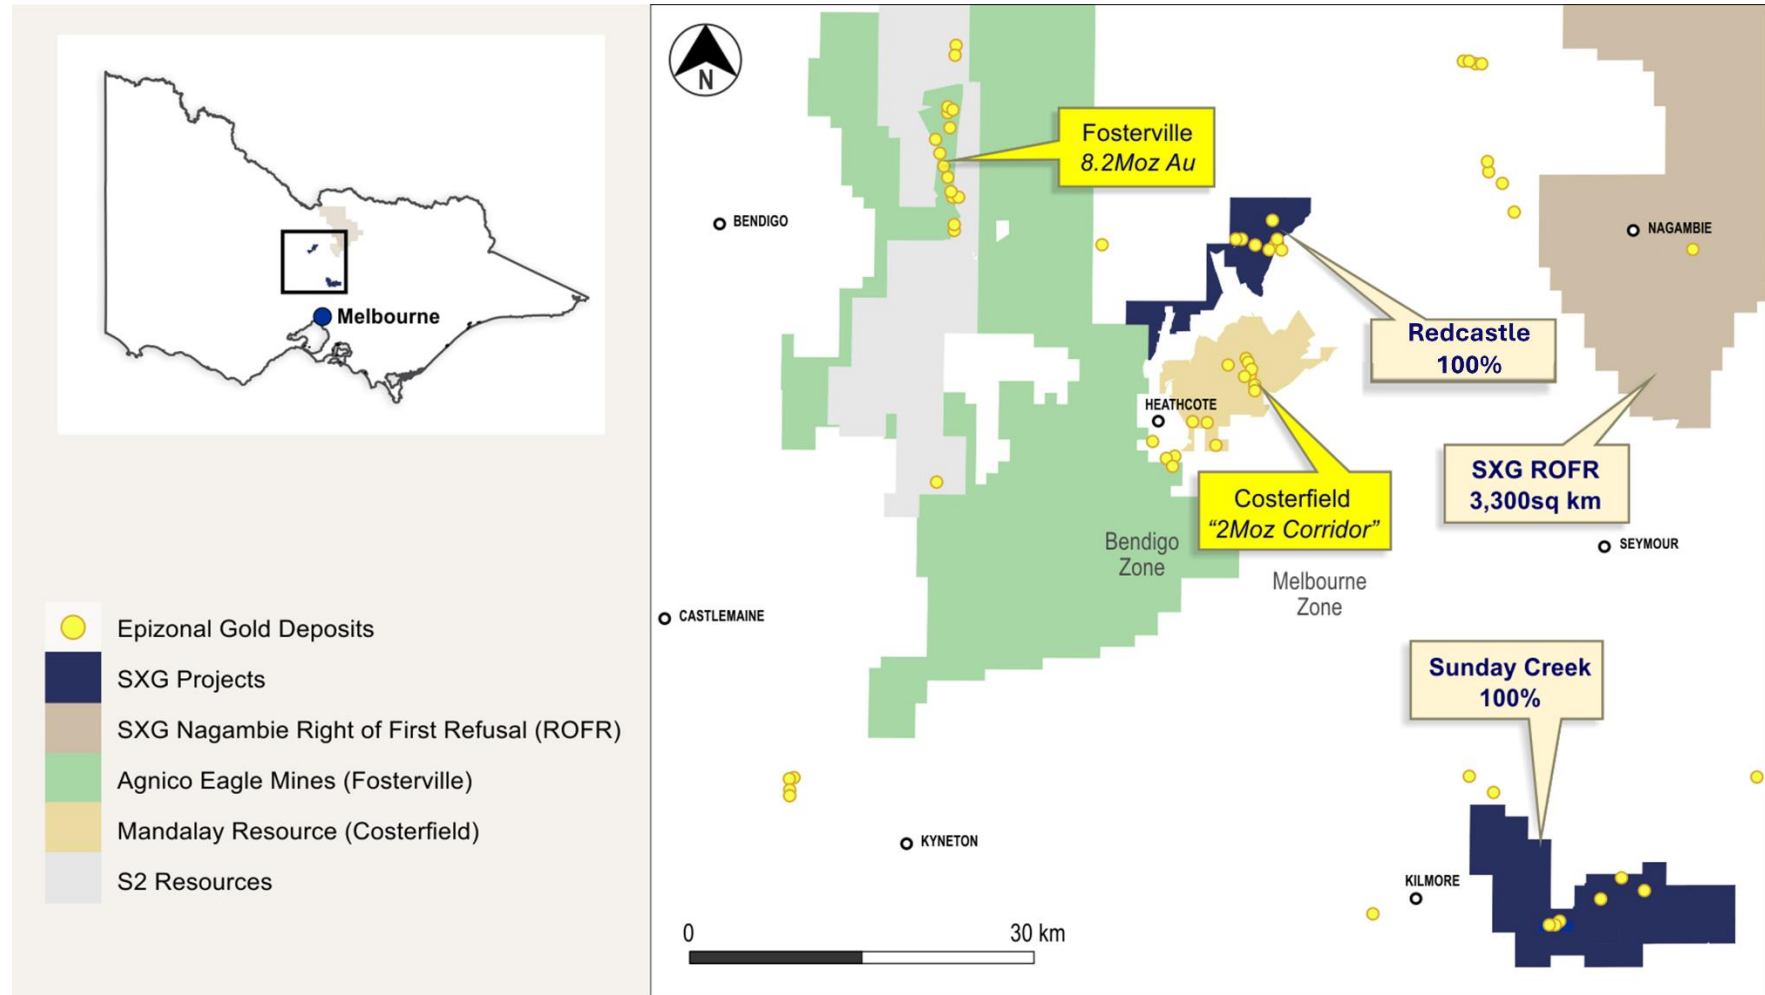 Melbourne
Epizonal Gold Deposits
SXG Projects
SXG Nagambie Right of First Refusal (ROFR)
Agnico Eagle Mines (Fosterville)
Mandalay Resource (Costerfield)
S2 Resources
N
Fosterville
8.2Moz Au
BENDIGO
NAGAMBIE
Redcastle
100%
HEATHCOTE
SXG ROFR
3,300sq km
Costerfield
“2Moz Corridor”
Bendigo
Zone
SEYMOUR
Melbourne
Zone
CASTLEMAINE
Sunday Creek
100%
KYNETON
KILMORE
0
30 km